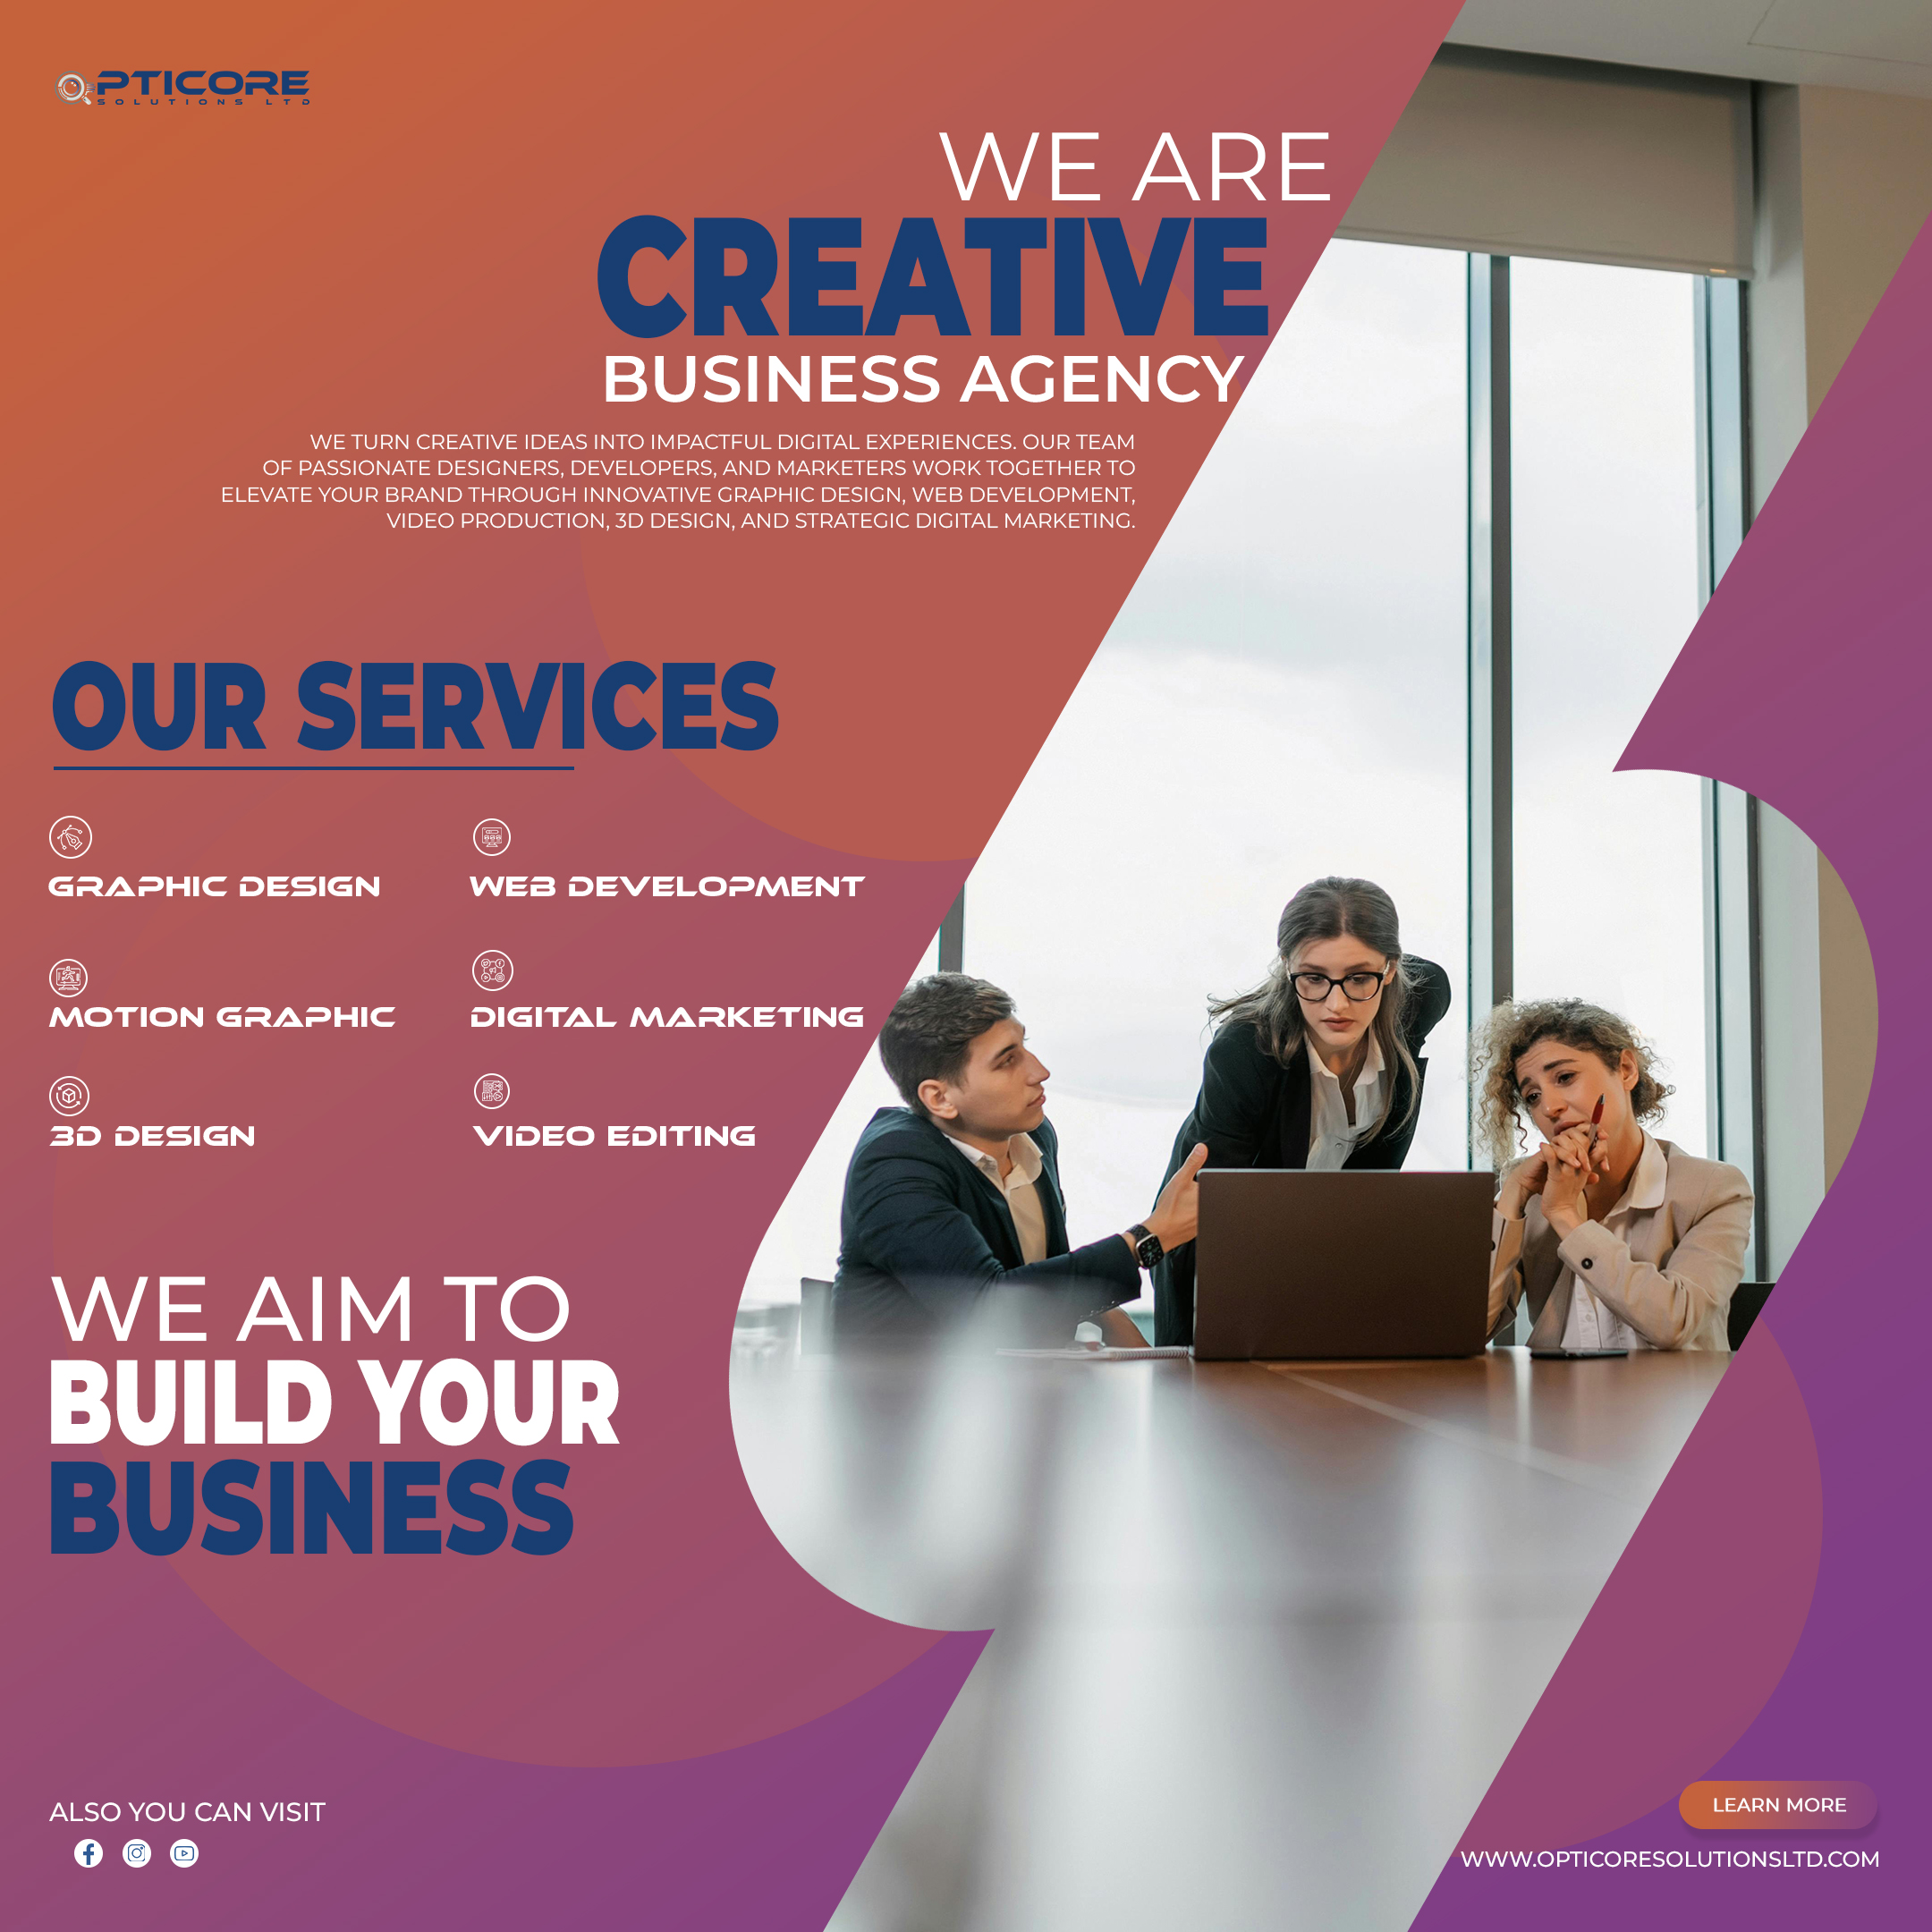 OPTICORE
SOLUTIONS LTD
WE ARE
CREATIVE
BUSINESS AGENCY
WE TURN CREATIVE IDEAS INTO IMPACTFUL DIGITAL EXPERIENCES. OUR TEAM
OF PASSIONATE DESIGNERS, DEVELOPERS, AND MARKETERS WORK TOGETHER TO
ELEVATE YOUR BRAND THROUGH INNOVATIVE GRAPHIC DESIGN, WEB DEVELOPMENT,
VIDEO PRODUCTION, 3D DESIGN, AND STRATEGIC DIGITAL MARKETING.
OUR SERVICES
GRAPHIC DESIGN
WEB DEVELOPMENT
MOTION GRAPHIC
DIGITAL MARKETING
3D DESIGN
VIDEO EDITING
WE AIM TO
BUILD YOUR
BUSINESS
ALSO YOU CAN VISIT
LEARN MORE
WWW.OPTICORESOLUTIONSLTD.COM